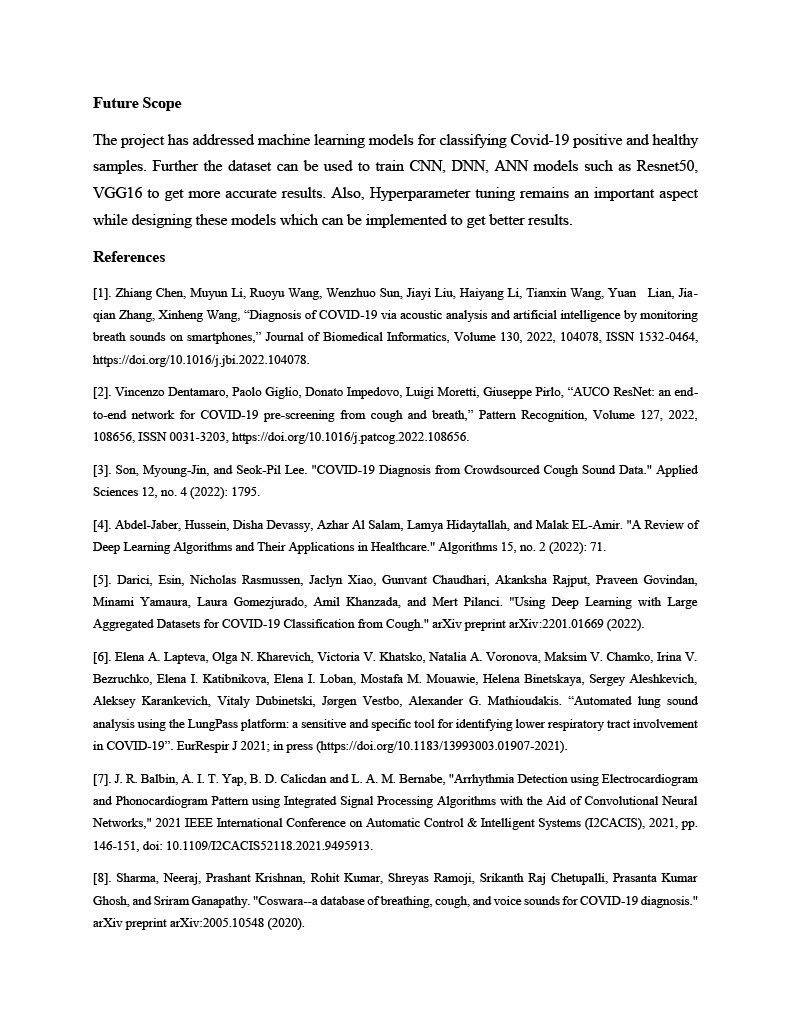 Future Scope
The project has addressed machine learning models for classifying Covid-19 positive and healthy
samples. Further the dataset can be used to train CNN, DNN, ANN models such as Resnet50,
VGG16 to get more accurate results. Also, Hyperparameter tuning remains an important aspect
while designing these models which can be implemented to get better results.
References
[1]. Zhiang Chen, Muyun Li, Ruoyu Wang, Wenzhuo Sun, Jiayi Liu, Haiyang Li, Tianxin Wang, Yuan Lian, Jia-
qian Zhang, Xinheng Wang, “Diagnosis of COVID-19 via acoustic analysis and artificial intelligence by monitoring
breath sounds on smartphones,” Journal of Biomedical Informatics, Volume 130, 2022, 104078, ISSN 1532-0464,
https://doi.org/10.1016/j.jbi.2022.104078.
[2]. Vincenzo Dentamaro, Paolo Giglio, Donato Impedovo, Luigi Moretti, Giuseppe Pirlo, “AUCO ResNet: an end-
to-end network for COVID-19 pre-screening from cough and breath,” Pattern Recognition, Volume 127, 2022,
108656, ISSN 0031-3203, https://doi.org/10.1016/j.patcog.2022.108656.
[3]. Son, Myoung-Jin, and Seok-Pil Lee. "COVID-19 Diagnosis from Crowdsourced Cough Sound Data." Applied
Sciences 12, no. 4 (2022): 1795.
[4]. Abdel-Jaber, Hussein, Disha Devassy, Azhar Al Salam, Lamya Hidaytallah, and Malak EL-Amir. "A Review of
Deep Learning Algorithms and Their Applications in Healthcare." Algorithms 15, no. 2 (2022): 71.
[5]. Darici, Esin, Nicholas Rasmussen, Jaclyn Xiao, Gunvant Chaudhari, Akanksha Rajput, Praveen Govindan,
Minami Yamaura, Laura Gomezjurado, Amil Khanzada, and Mert Pilanci. "Using Deep Learning with Large
Aggregated Datasets for COVID-19 Classification from Cough." arXiv preprint arXiv:2201.01669 (2022).
[6]. Elena A. Lapteva, Olga N. Kharevich, Victoria V. Khatsko, Natalia A. Voronova, Maksim V. Chamko, Irina V.
Bezruchko, Elena I. Katibnikova, Elena I. Loban, Mostafa M. Mouawie, Helena Binetskaya, Sergey Aleshkevich,
Aleksey Karankevich, Vitaly Dubinetski, Jørgen Vestbo, Alexander G. Mathioudakis. “Automated lung sound
analysis using the LungPass platform: a sensitive and specific tool for identifying lower respiratory tract involvement
in COVID-19”. EurRespir J 2021; in press (https://doi.org/10.1183/13993003.01907-2021).
[7]. J. R. Balbin, A. I. T. Yap, B. D. Calicdan and L. A. M. Bernabe, "Arrhythmia Detection using Electrocardiogram
and Phonocardiogram Pattern using Integrated Signal Processing Algorithms with the Aid of Convolutional Neural
Networks," 2021 IEEE International Conference on Automatic Control & Intelligent Systems (I2CACIS), 2021, pp.
146-151, doi: 10.1109/I2CACIS52118.2021.9495913.
[8]. Sharma, Neeraj, Prashant Krishnan, Rohit Kumar, Shreyas Ramoji, Srikanth Raj Chetupalli, Prasanta Kumar
Ghosh, and Sriram Ganapathy. "Coswara--a database of breathing, cough, and voice sounds for COVID-19 diagnosis."
arXiv preprint arXiv:2005.10548 (2020).